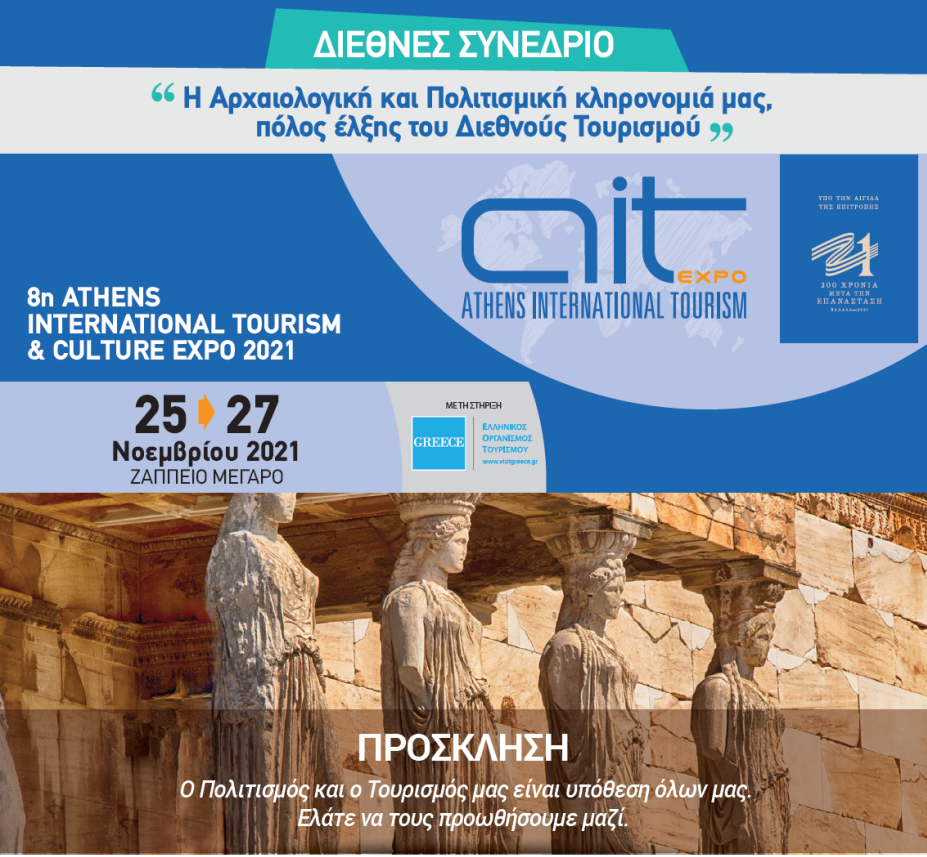 ΔΙΕΘΝΕΣ ΣΥΝΕΔΡΙΟ
“ Η Αρχαιολογική και Πολιτισμική κληρονομιά μας,
πόλος έλξης του Διεθνούς Τουρισμού ”
ait
EXPO
ATHENS INTERNATIONAL TOURISM
ΥΠΟ ΤΗΝ ΑΙΓΙΔΑ
ΤΗΣ ΕΠΙΤΡΟΠΗΣ
21
200 ΧΡΟΝΙΑ
ΜΕΤΑ ΤΗΝ
ΕΠΑΝΑΣΤΑΣΗ
8η ATHENS
INTERNATIONAL TOURISM
& CULTURE EXPO 2021
25 27
Νοεμβρίου 2021
ΖΑΠΠΕΙΟ ΜΕΓΑΡΟ
ΜΕ ΤΗ ΣΤΗΡΙΞΗ
GREECE
ΕΛΛΗΝΙΚΟΣ
ΟΡΓΑΝΙΣΜΟΣ
ΤΟΥΡΙΣΜΟΥ
www.visitgreece.gr
ΠΡΟΣΚΛΗΣΗ
Ο Πολιτισμός και ο Τουρισμός μας είναι υπόθεση όλων μας.
Ελάτε να τους προωθήσουμε μαζί.